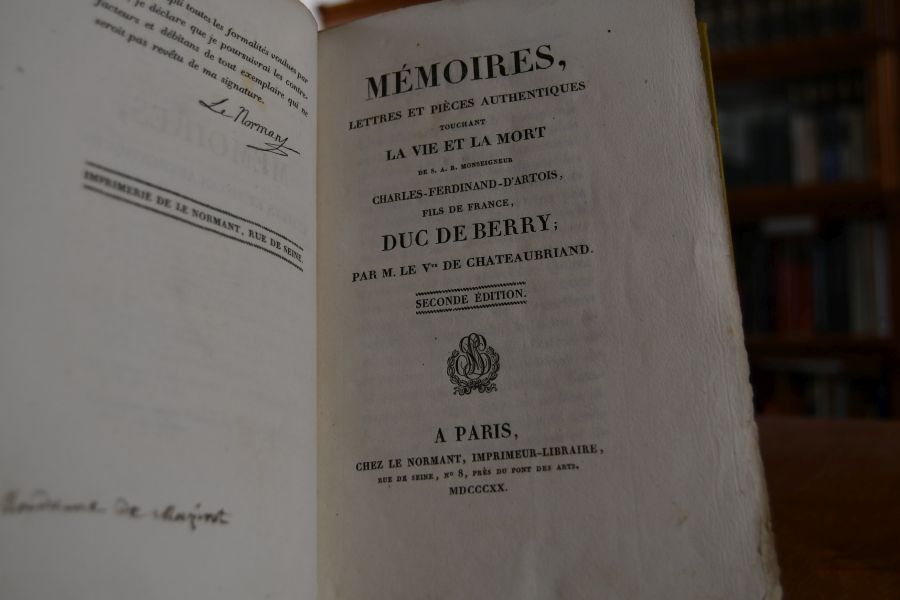 qui toutes les formalités voulues par
, je déclare que je poursuivrai les contre-
facteurs et débitans de tout exemplaire qui ne
seroit pas revêtu de ma signature.
Le Normant
IMPRIMERIE DE LE NORMANT, RUE DE SEINE.
de
MÉMOIRES,
LETTRES ET PIÈCES AUTHENTIQUES
TOUCHANT
LA VIE ET LA MORT
DE S. A. R. MONSEIGNEUR
CHARLES-FERDINAND-D'ARTOIS,
FILS DE FRANCE,
DUC DE BERRY;
PAR M. LE Vte DE CHATEAUBRIAND.
SECONDE ÉDITION.
A PARIS,
CHEZ LE NORMANT, IMPRIMEUR-LIBRAIRE,
RUE DE SEINE, No 8, PRÈS DU PONT DES ARTS.
MDCCCXX.